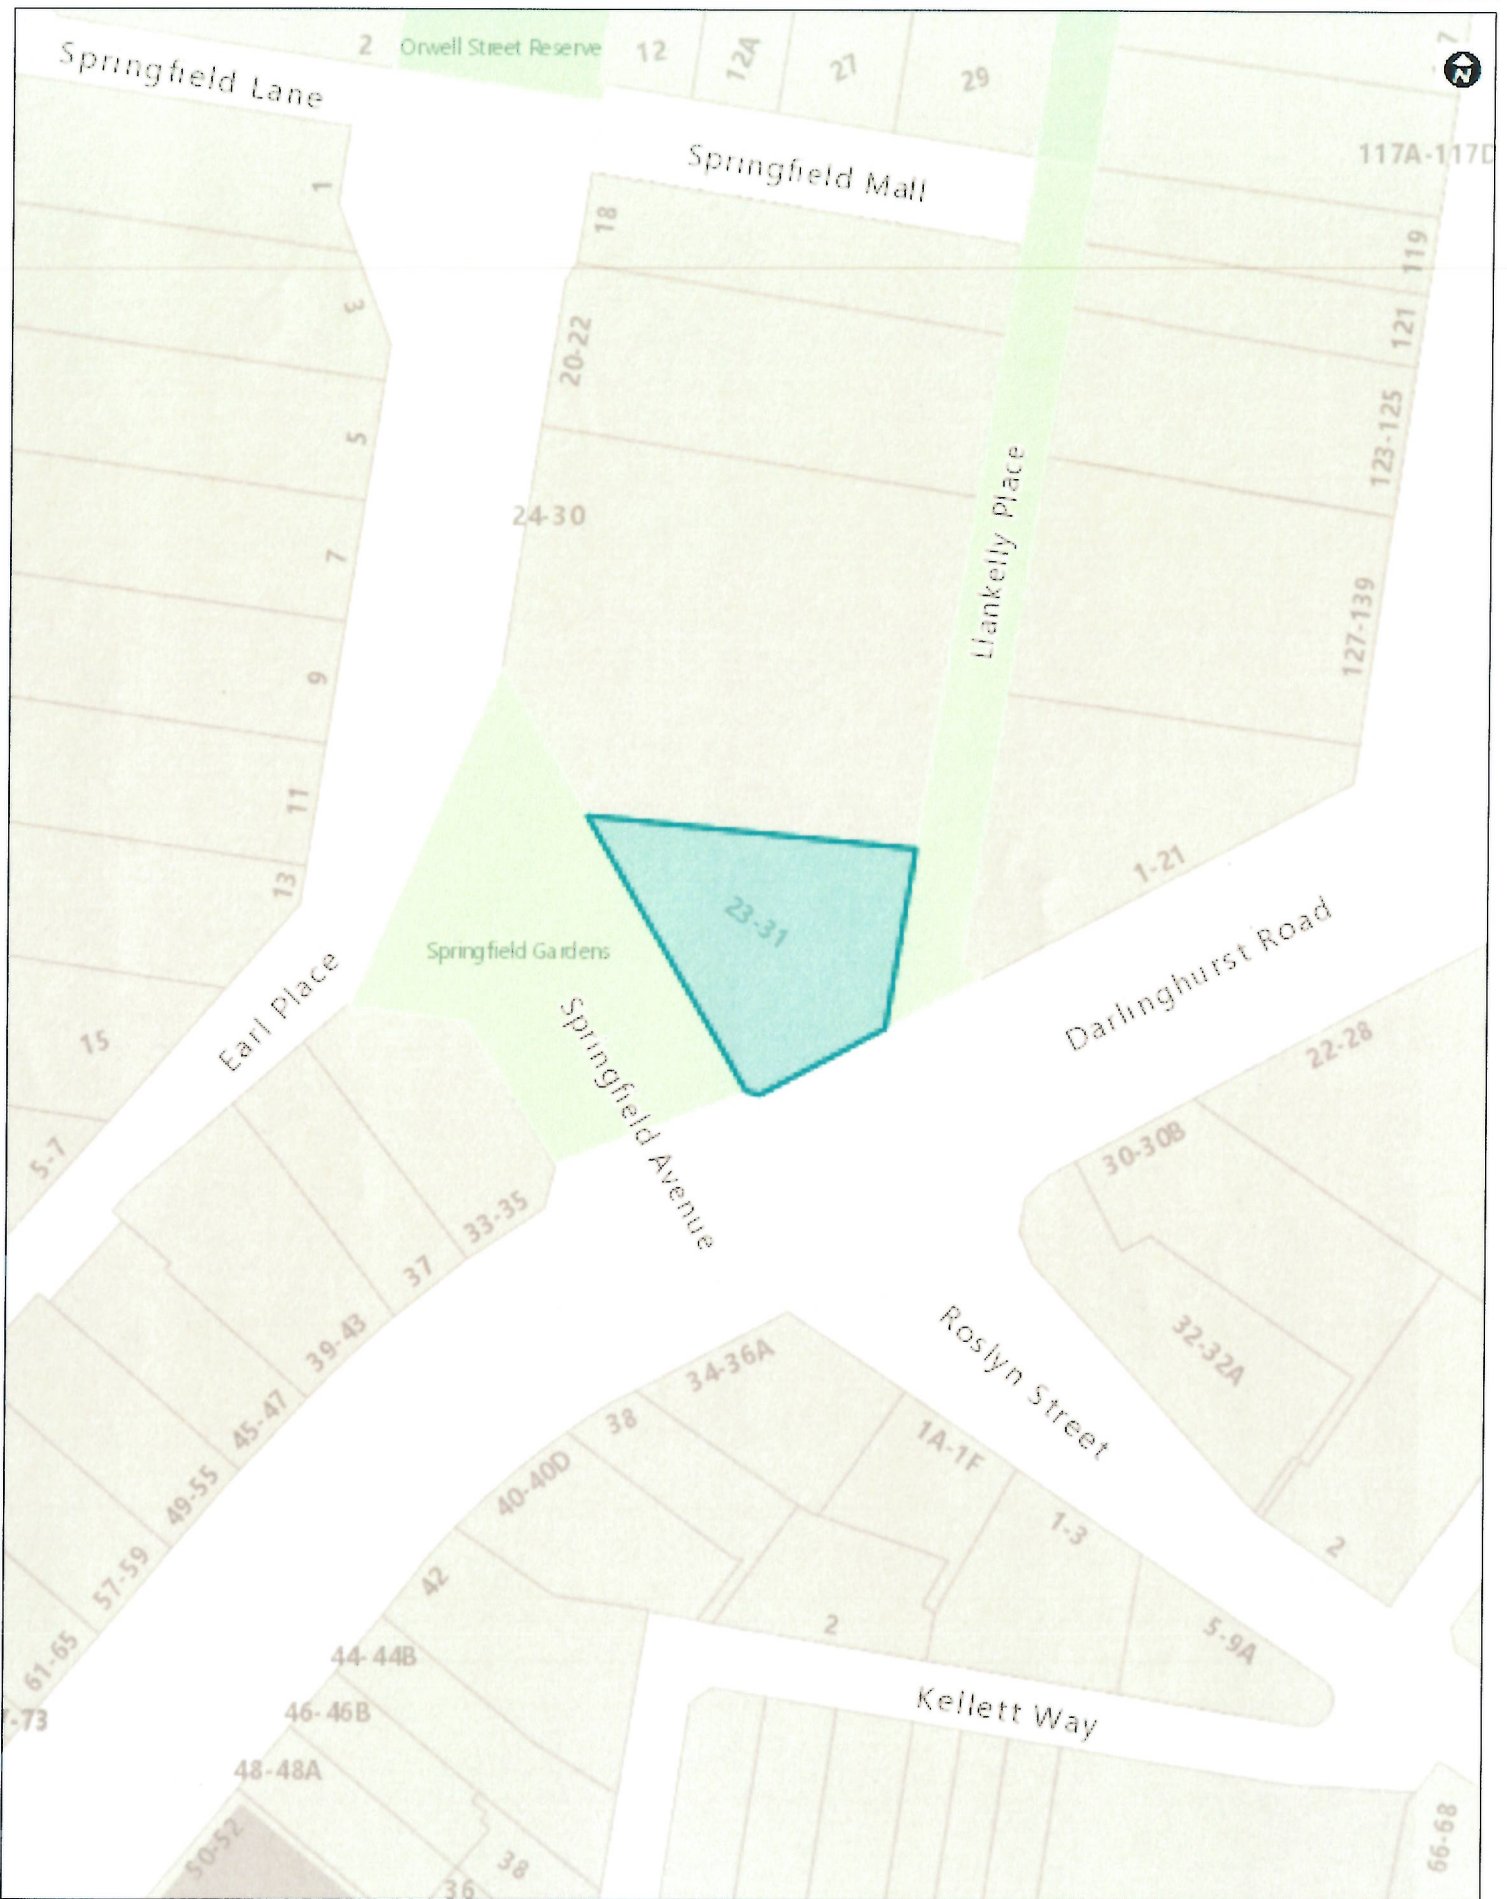 Springfield Lane
2
Orwell Street Reserve
12
12A
27
29
7
N
117A-117D
Springfield Mall
1
18
119
3
20-22
121
5
123-125
24-30
Llankelly Place
7
127-139
9
11
13
1-21
23-31
Springfield Gardens
Darlinghurst Road
Earl Place
15
Springfield Avenue
22-28
5-7
30-30B
33-35
37
39-43
34-36A
32-32A
Roslyn Street
38
45-47
1A-1F
40-40D
49-55
1-3
2
57-59
42
2
5-9A
61-65
44-44B
-73
46-46B
Kellett Way
48-48A
50-52
38
66-68
36